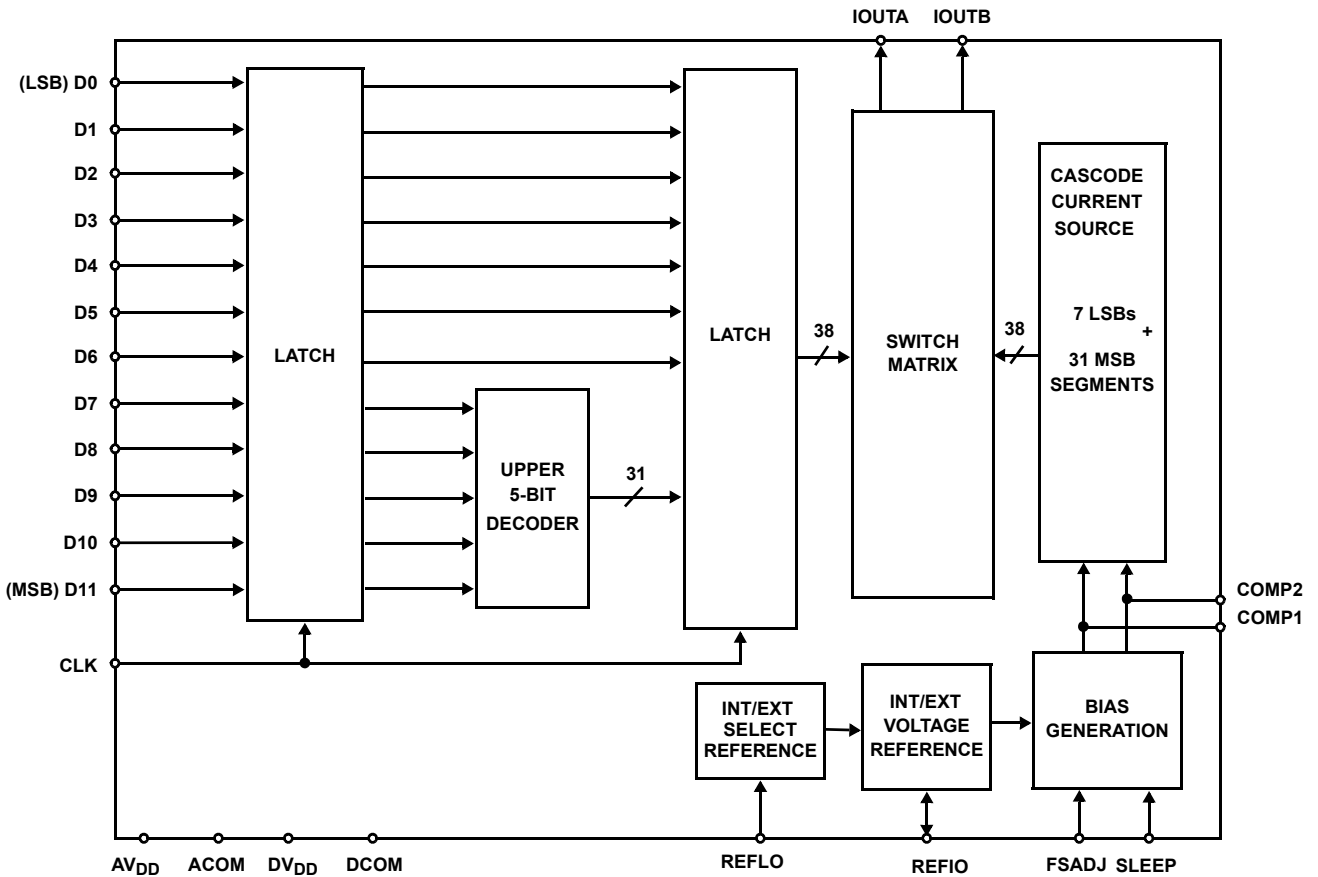 IOUTA IOUTB
(LSB) D0
D1
D2
D3
D4
D5
D6
D7
D8
D9
D10
(MSB) D11
CLK
LATCH
UPPER
5-BIT
DECODER
31
LATCH
38
SWITCH
MATRIX
38
CASCODE
CURRENT
SOURCE
7 LSBs
+
31 MSB
SEGMENTS
COMP2
COMP1
INT/EXT
SELECT
REFERENCE
INT/EXT
VOLTAGE
REFERENCE
BIAS
GENERATION
AVDD ACOM DVDD DCOM REFLO REFIO FSADJ SLEEP